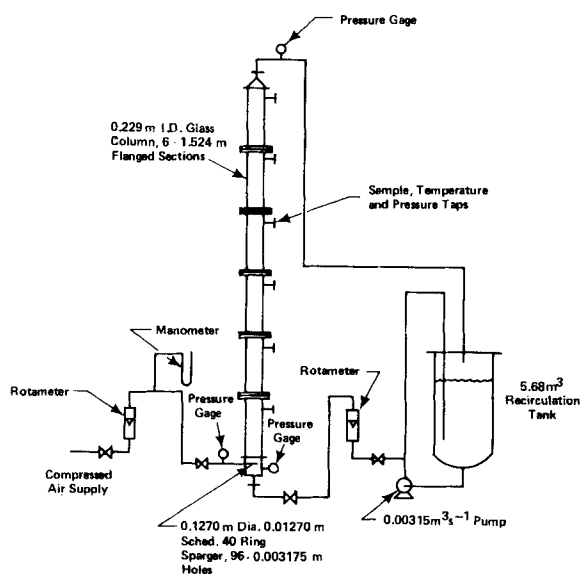 Pressure Gage
0.229 m I.D. Glass
Column, 6 - 1.524 m
Flanged Sections
Sample, Temperature
and Pressure Taps
Manometer
Rotameter
Rotameter
Pressure
Gage
Pressure
Gage
5.68m³
Recirculation
Tank
Compressed
Air Supply
0.00315m³s⁻¹ Pump
0.1270 m Dia. 0.01270 m
Sched. 40 Ring
Sparger, 96 - 0.003175 m
Holes